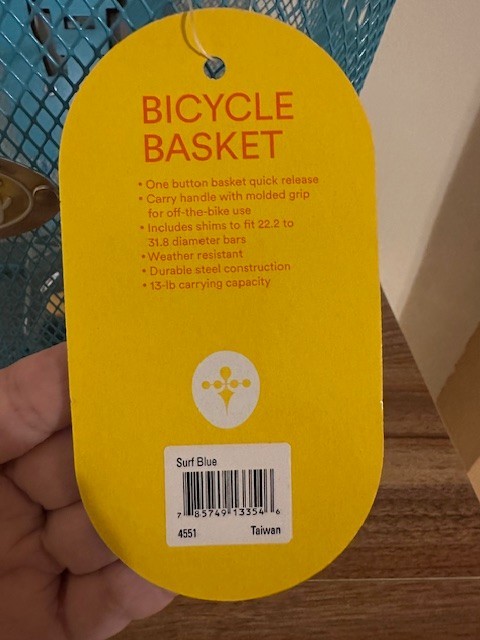 BICYCLE
BASKET
• One button basket quick release
• Carry handle with molded grip
for off-the-bike use
• Includes shims to fit 22.2 to
31.8 diameter bars
• Weather resistant
• Durable steel construction
• 13-lb carrying capacity
Surf Blue
7 85749 13354 6
4551 Taiwan